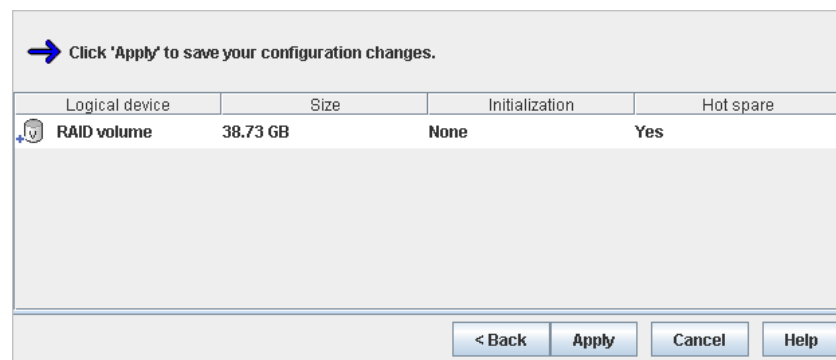 Click 'Apply' to save your configuration changes.
Logical device Size Initialization Hot spare
RAID volume 38.73 GB None Yes
< Back Apply Cancel Help